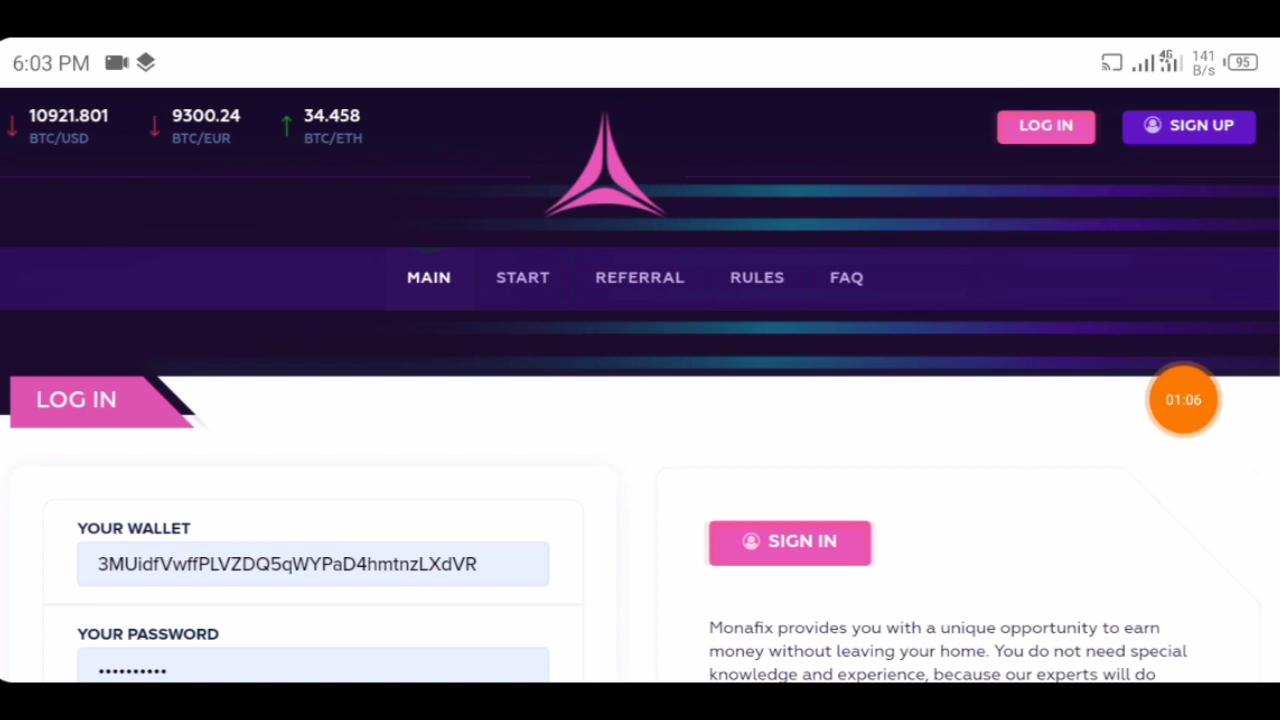 6:03 PM
4G 141 B/s 95
10921.801 9300.24 34.458
BTC/USD BTC/EUR BTC/ETH
LOG IN SIGN UP
MAIN START REFERRAL RULES FAQ
LOG IN
01:06
YOUR WALLET
3MUidfVwffPLVZDQ5qWYPaD4hmtnzLXdVR
YOUR PASSWORD
••••••••••
SIGN IN
Monafix provides you with a unique opportunity to earn
money without leaving your home. You do not need special
knowledge and experience, because our experts will do